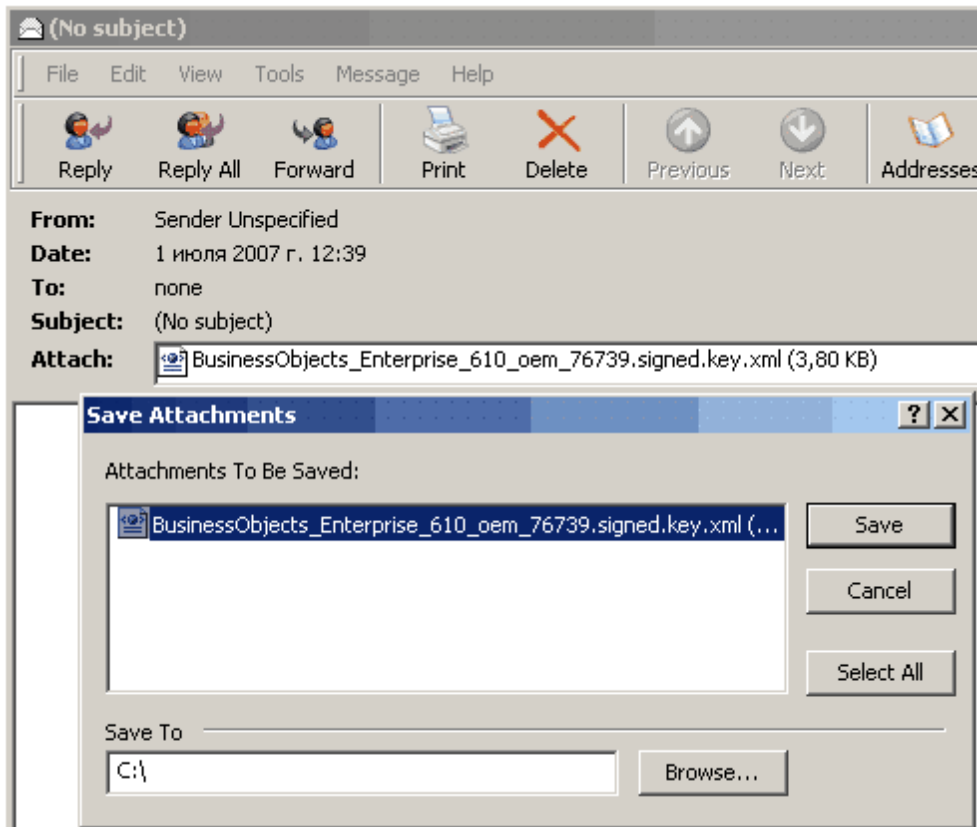 (No subject)
File Edit View Tools Message Help
Reply Reply All Forward Print Delete Previous Next Addresses
From: Sender Unspecified
Date: 1 июля 2007 г. 12:39
To: none
Subject: (No subject)
Attach: BusinessObjects_Enterprise_610_oem_76739.signed.key.xml (3,80 KB)
Save Attachments
Attachments To Be Saved:
BusinessObjects_Enterprise_610_oem_76739.signed.key.xml (...
Save
Cancel
Select All
Save To
C:\
Browse...